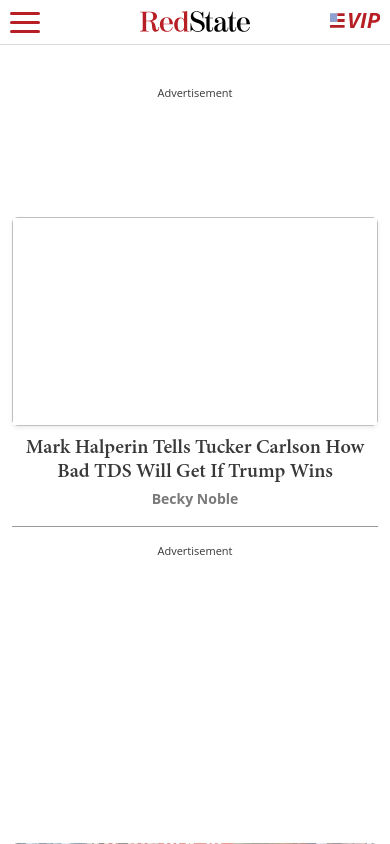 RedState
VIP
Advertisement
Mark Halperin Tells Tucker Carlson How
Bad TDS Will Get If Trump Wins
Becky Noble
Advertisement